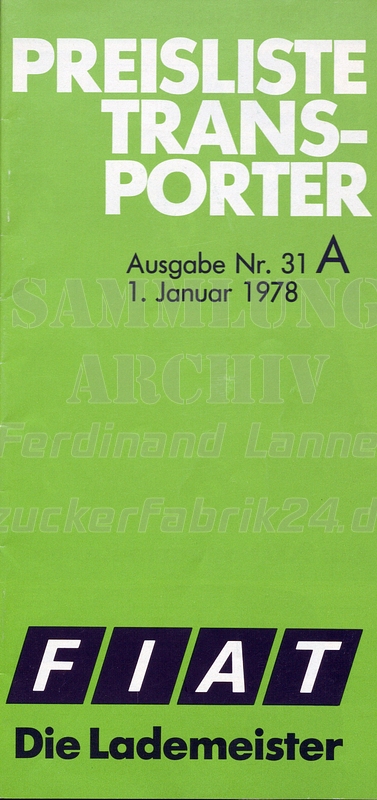 PREISLISTE
TRANS-
PORTER
Ausgabe Nr. 31 A
1. Januar 1978
SAMMLUNG
ARCHIV
Ferdinand Lanne
zuckerfabrik24.d
FIAT
Die Lademeister